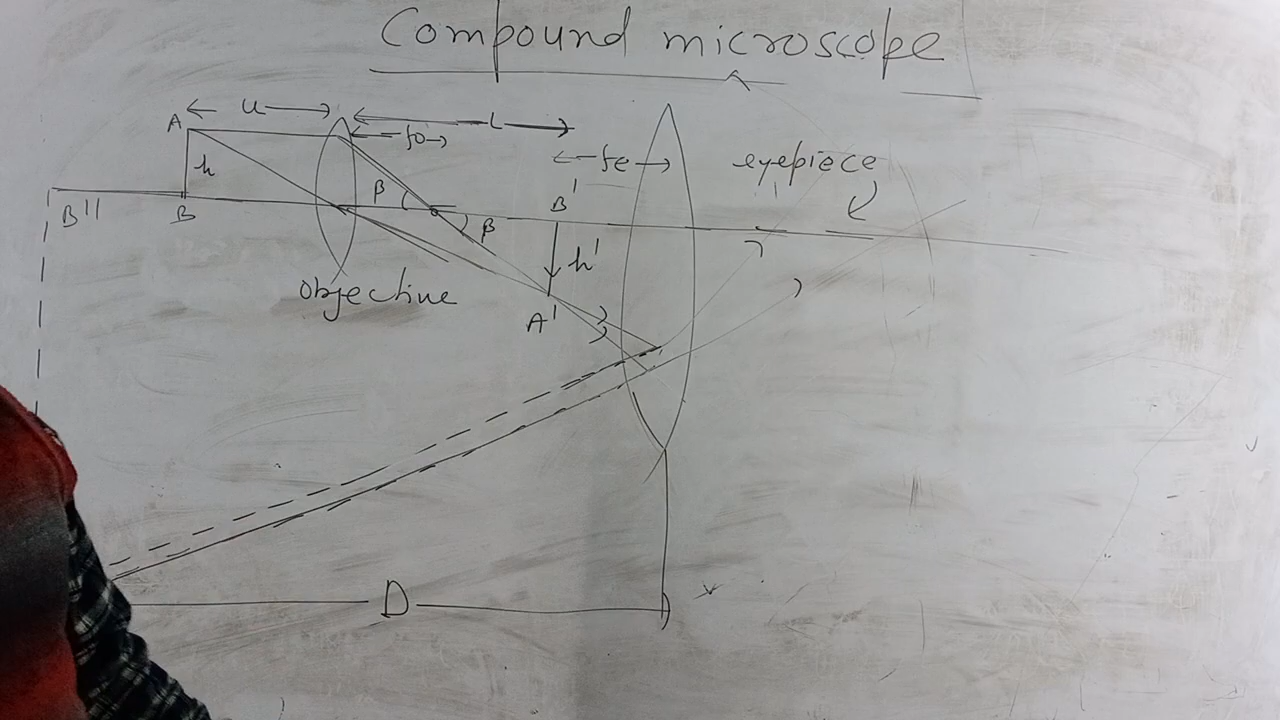 Compound microscope
A
u
L
fo
fe
eyepiece
h
β
B'
B''
B
β
h'
objective
A'
D